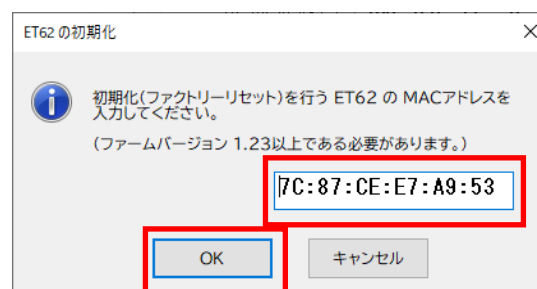 ET62 の初期化
初期化(ファクトリーリセット)を行う ET62 の MACアドレスを
入力してください。
(ファームバージョン 1.23以上である必要があります。)
7C:87:CE:E7:A9:53
OK
キャンセル